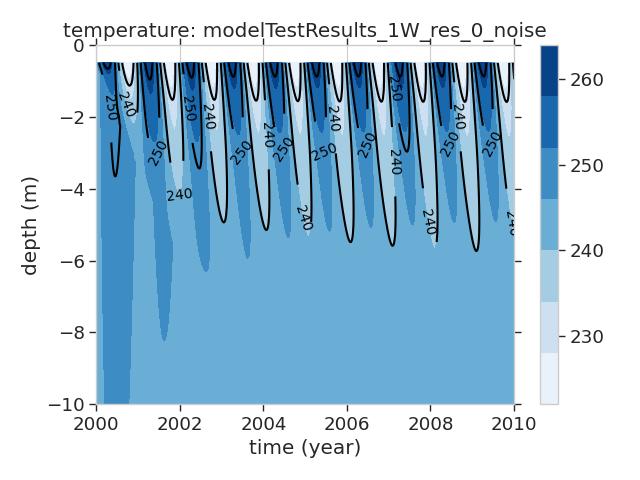 temperature: modelTestResults_1W_res_0_noise
0
−2
−4
−6
−8
−10
depth (m)
2000 2002 2004 2006 2008 2010
time (year)
260
250
240
230
250 240 250 250 240 250 240 250 240 250 240 250 250 240 240 240 250 240
240